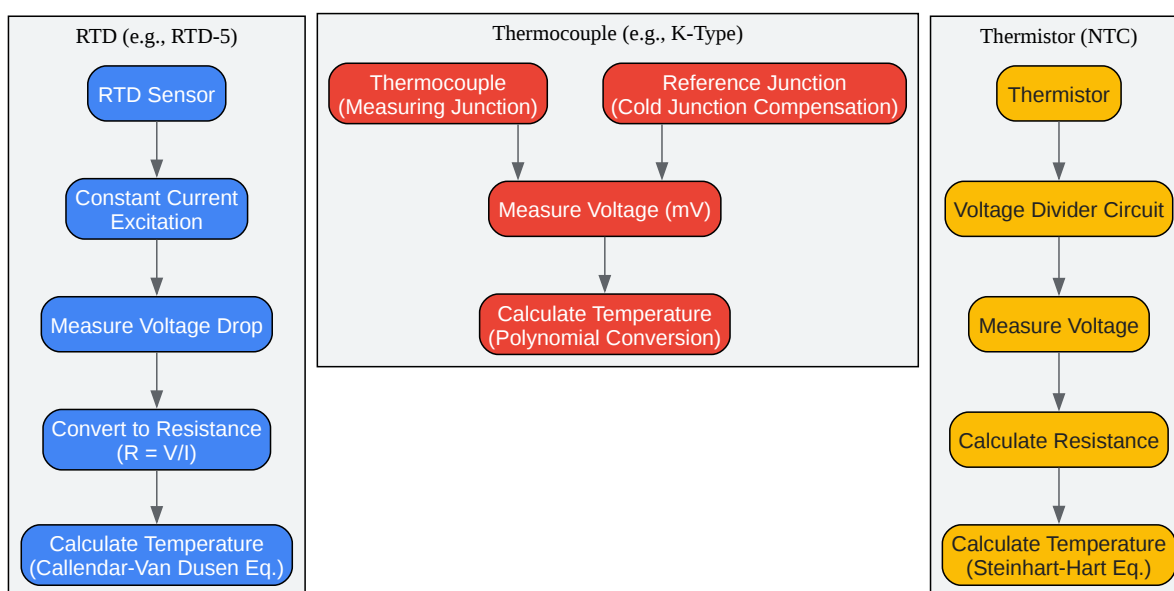 RTD (e.g., RTD-5)
RTD Sensor
Constant Current
Excitation
Measure Voltage Drop
Convert to Resistance
(R = V/I)
Calculate Temperature
(Callendar-Van Dusen Eq.)
Thermocouple (e.g., K-Type)
Thermocouple
(Measuring Junction)
Reference Junction
(Cold Junction Compensation)
Measure Voltage (mV)
Calculate Temperature
(Polynomial Conversion)
Thermistor (NTC)
Thermistor
Voltage Divider Circuit
Measure Voltage
Calculate Resistance
Calculate Temperature
(Steinhart-Hart Eq.)